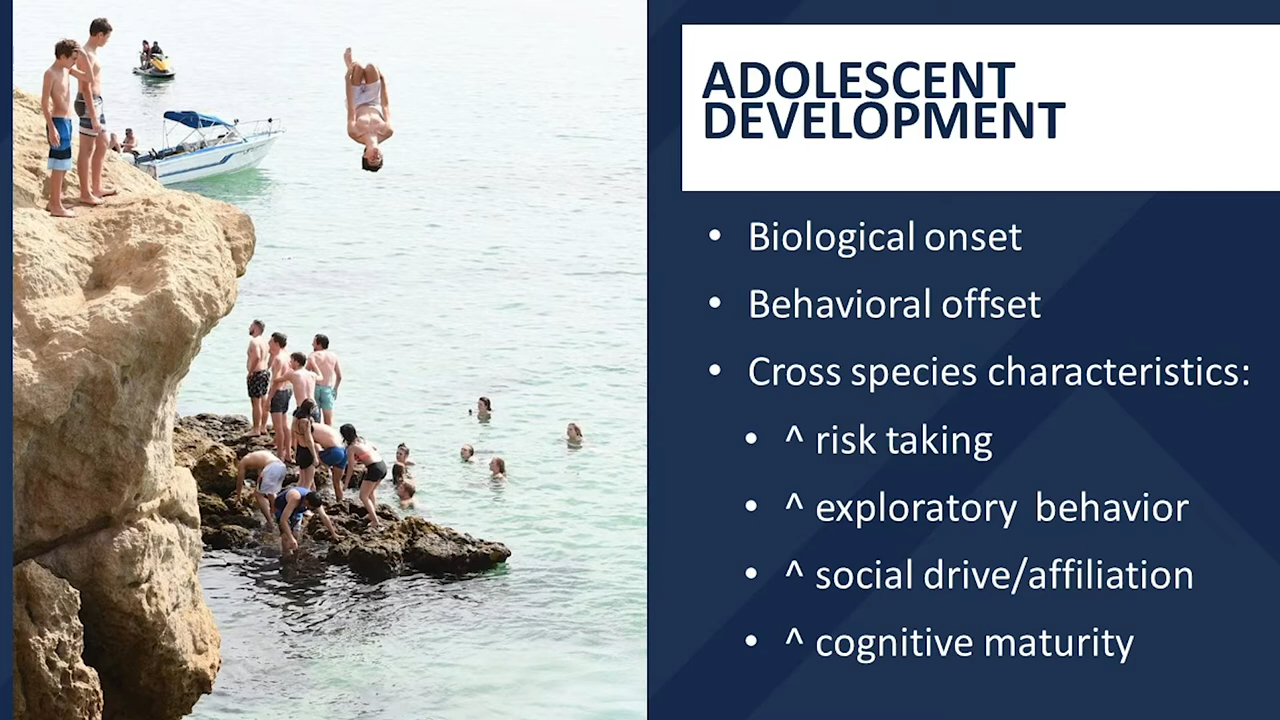 ADOLESCENT
DEVELOPMENT
• Biological onset
• Behavioral offset
• Cross species characteristics:
• ^ risk taking
• ^ exploratory behavior
• ^ social drive/affiliation
• ^ cognitive maturity